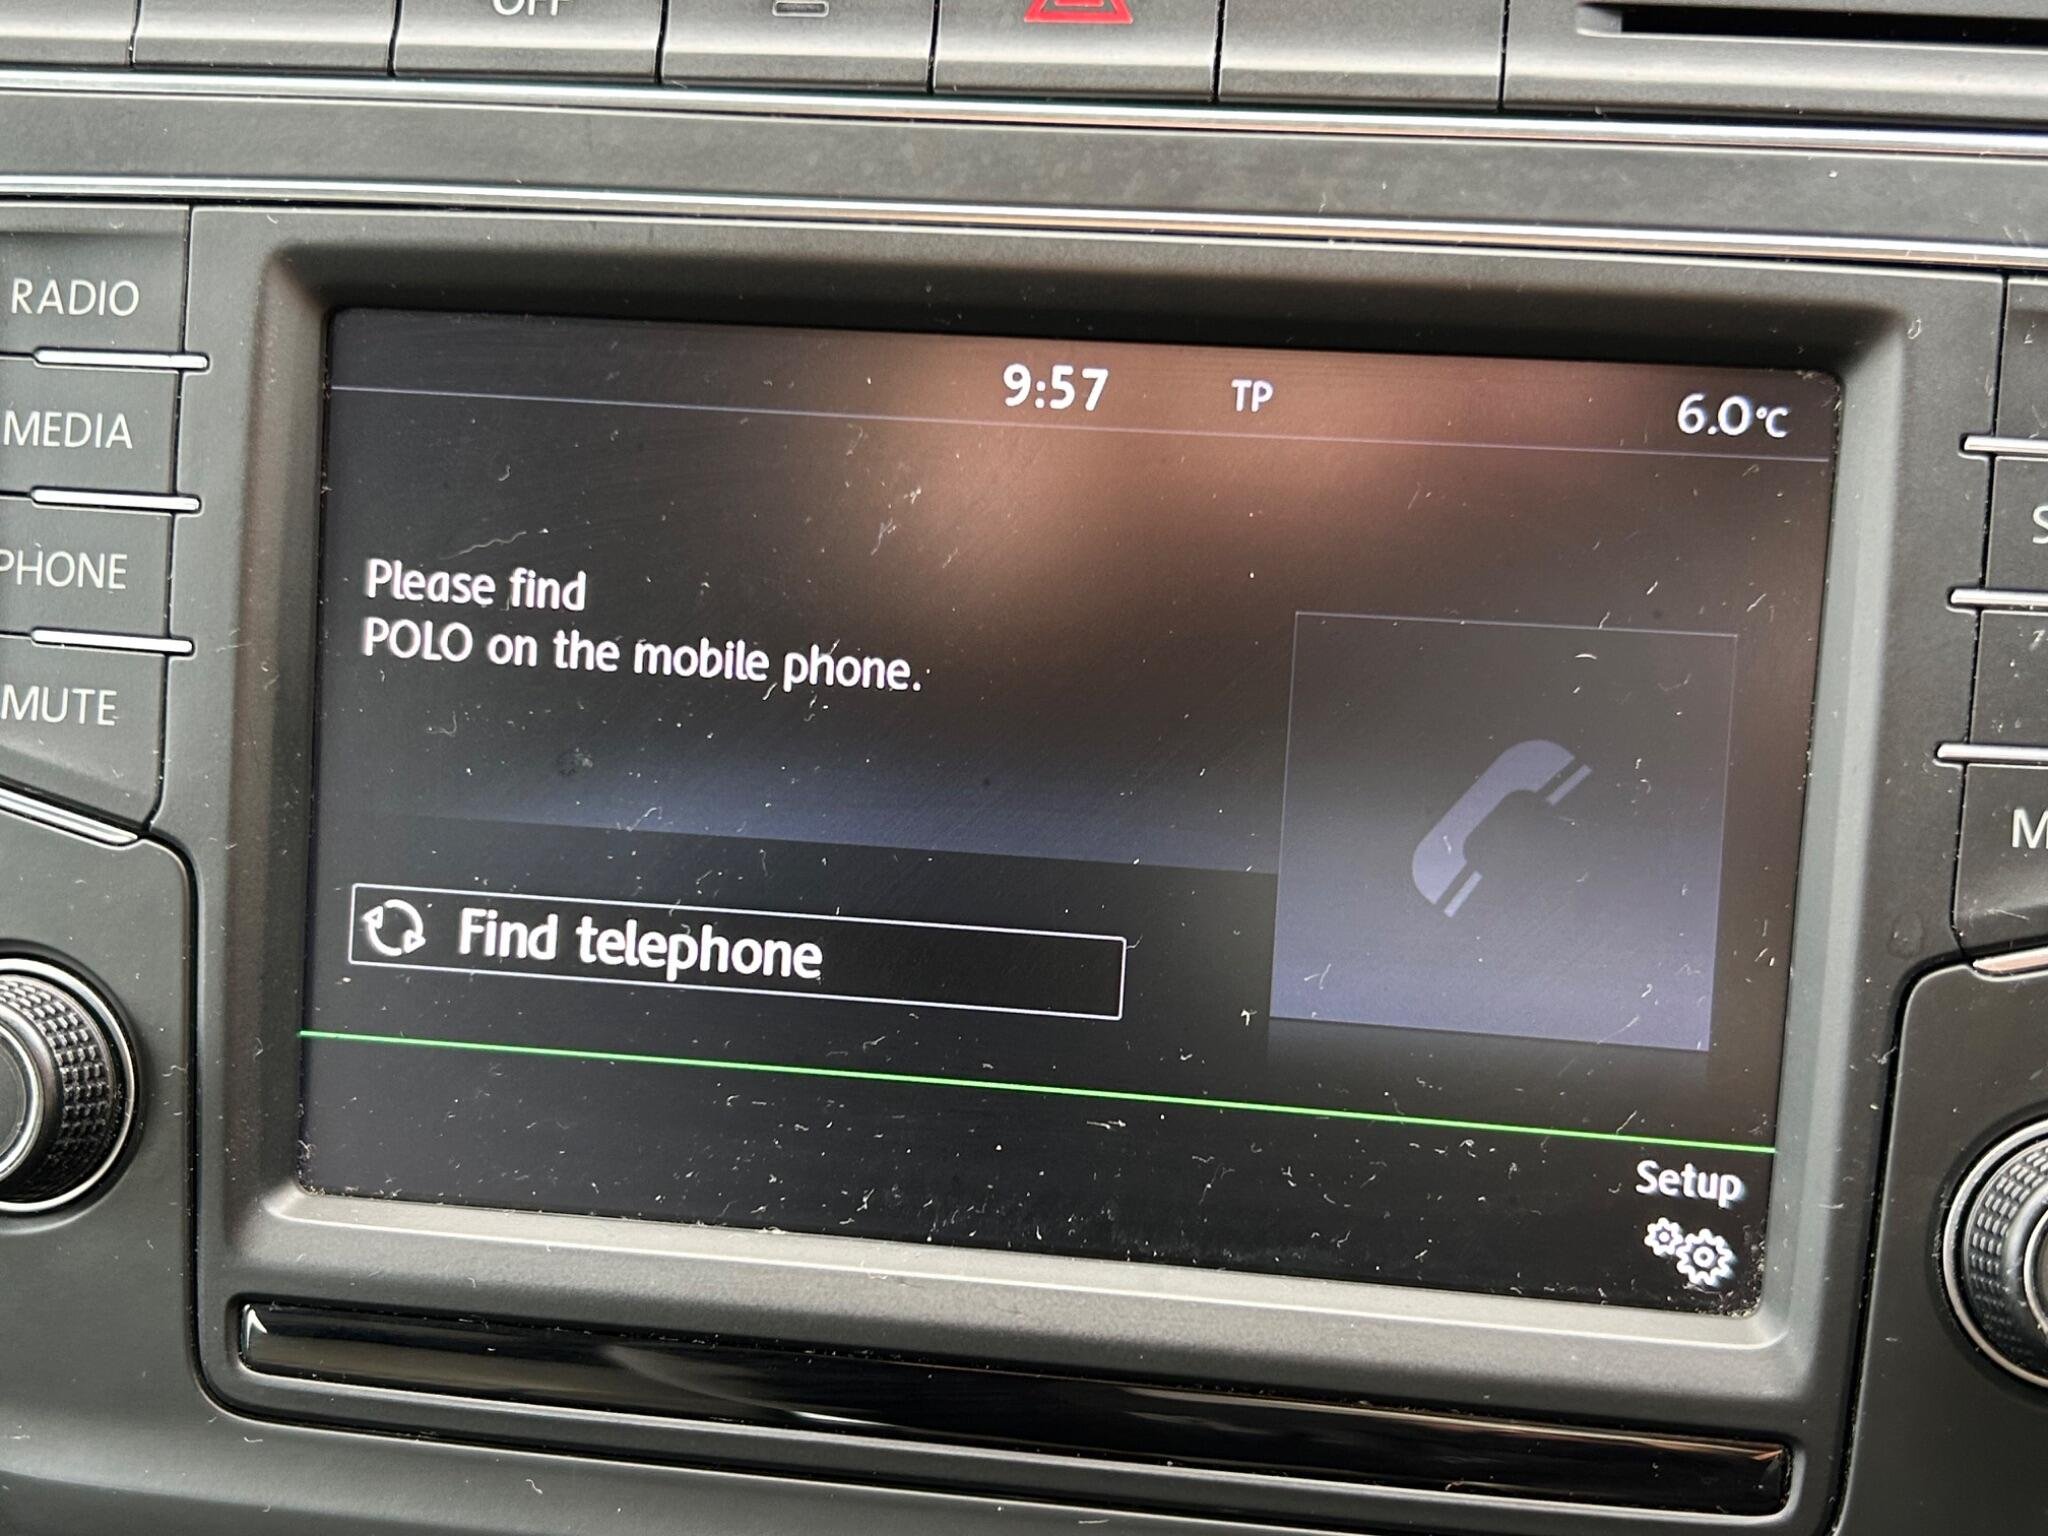 OFF
RADIO
MEDIA
PHONE
MUTE
9:57 TP 6.0°C
Please find
POLO on the mobile phone.
Find telephone
Setup